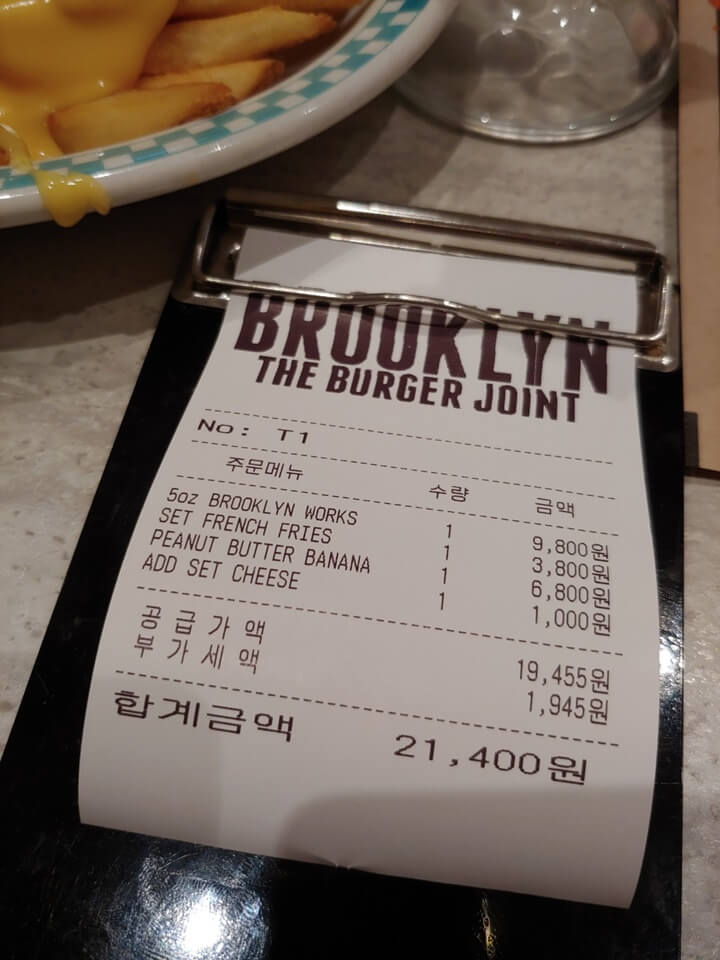 BROOKLYN
THE BURGER JOINT
No: T1
주문메뉴 수량 금액
5oz BROOKLYN WORKS 1 9,800원
SET FRENCH FRIES 1 3,800원
PEANUT BUTTER BANANA 1 6,800원
ADD SET CHEESE 1 1,000원
공급가액 19,455원
부가세액 1,945원
합계금액 21,400원